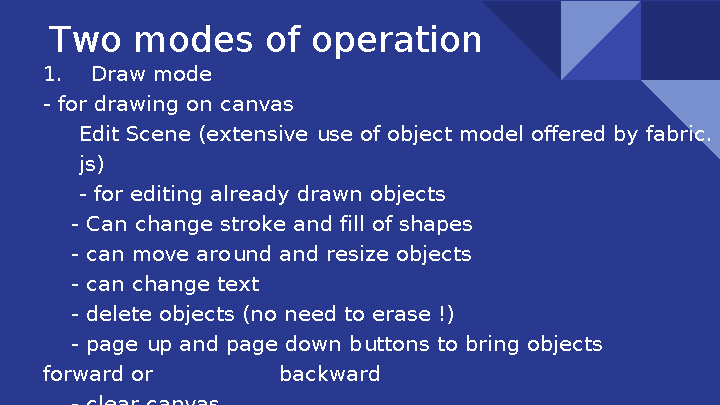 Two modes of operation
1. Draw mode
- for drawing on canvas
Edit Scene (extensive use of object model offered by fabric.
js)
- for editing already drawn objects
- Can change stroke and fill of shapes
- can move around and resize objects
- can change text
- delete objects (no need to erase !)
- page up and page down buttons to bring objects
forward or backward
- clear canvas